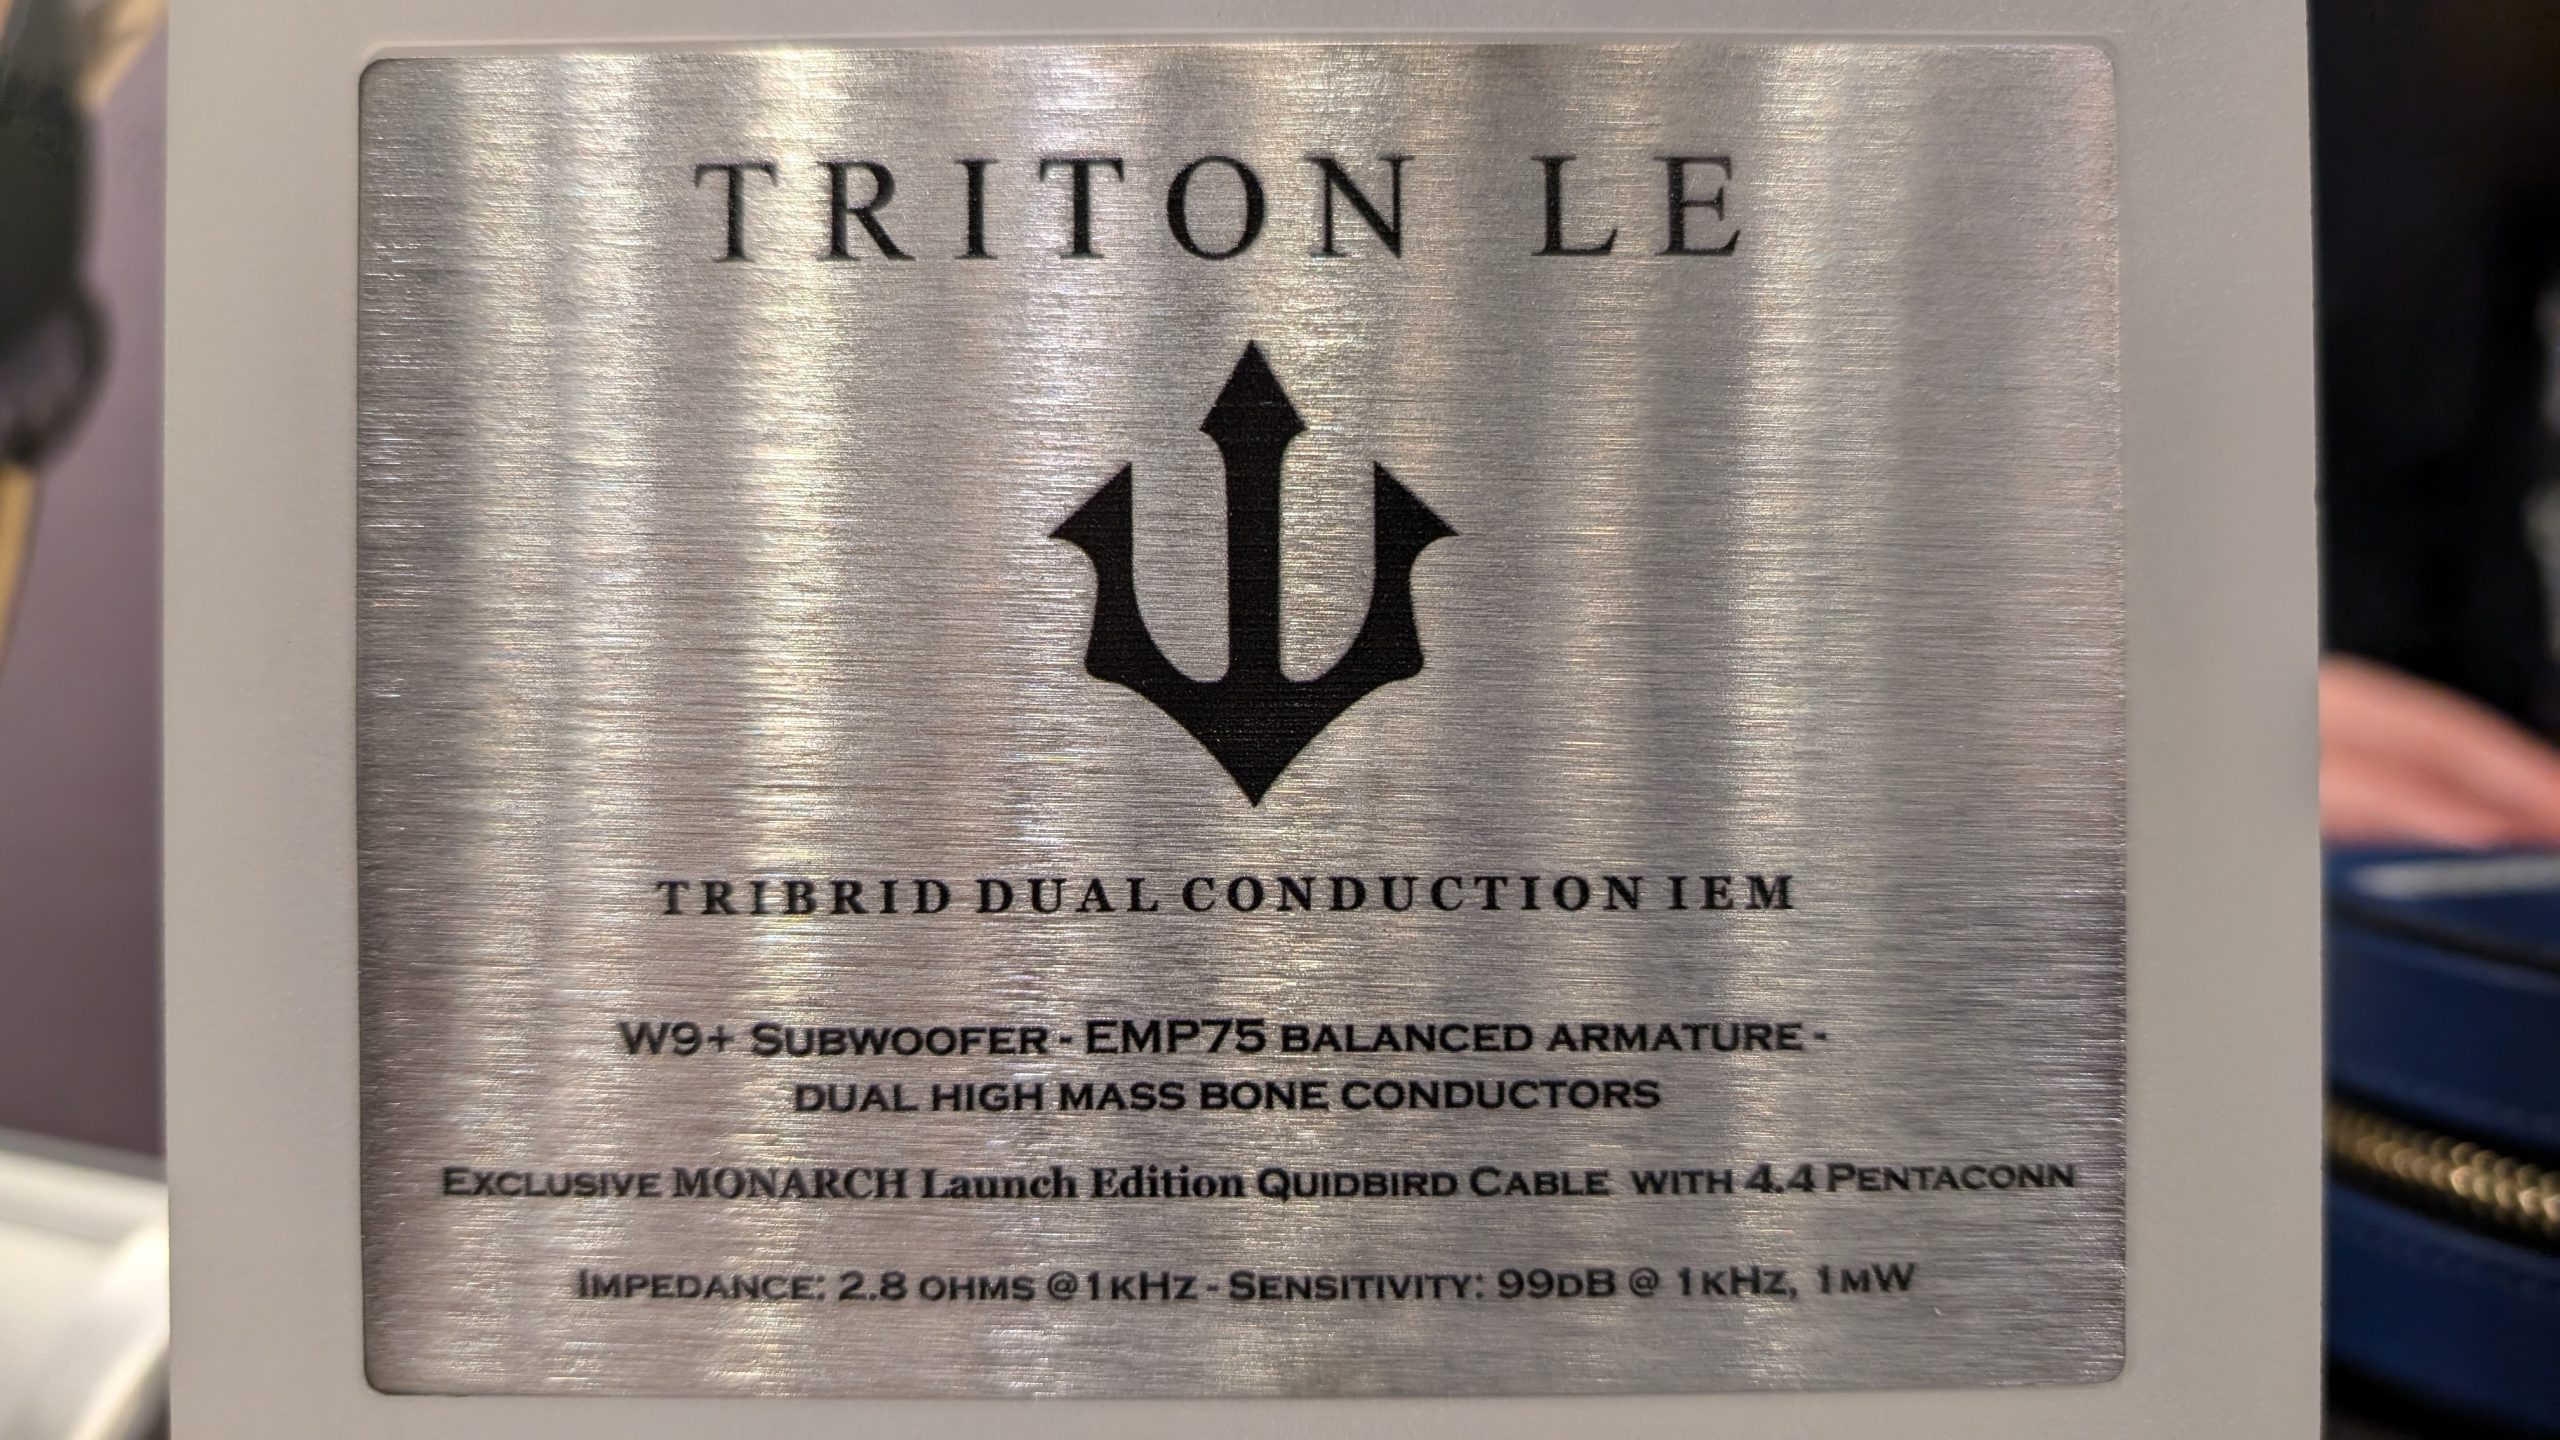 TRITON LE
TRIBRID DUAL CONDUCTION IEM
W9+ SUBWOOFER - EMP75 BALANCED ARMATURE -
DUAL HIGH MASS BONE CONDUCTORS
EXCLUSIVE MONARCH Launch Edition QUIDBIRD CABLE WITH 4.4 PENTACONN
IMPEDANCE: 2.8 OHMS @1KHZ - SENSITIVITY: 99DB @ 1KHZ, 1MW